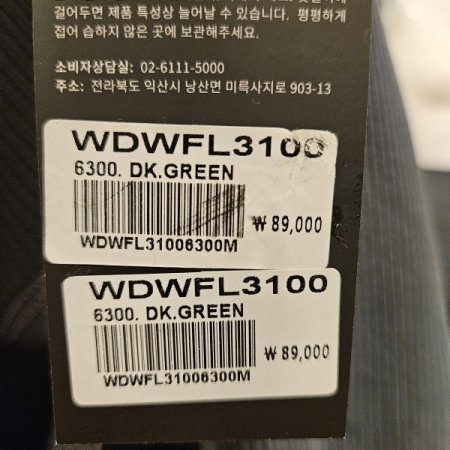 걸어두면 제품 특성상 늘어날 수 있습니다. 평평하게
접어 습하지 않은 곳에 보관해주세요.
소비자상담실: 02-6111-5000
주소: 전라북도 익산시 낭산면 미륵사지로 903-13
WDWFL3100
6300. DK.GREEN
₩ 89,000
WDWFL31006300M
WDWFL3100
6300. DK.GREEN
₩ 89,000
WDWFL31006300M